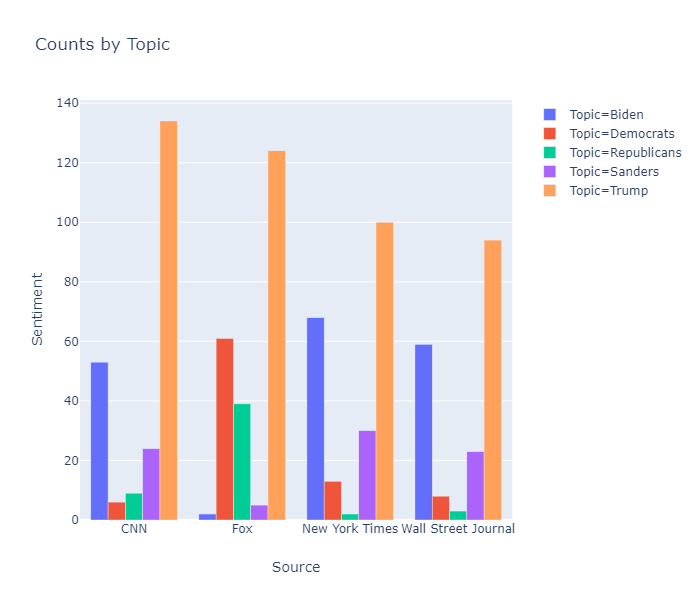 Counts by Topic
140
120
100
80
60
40
20
0
Sentiment
CNN
Fox
New York Times
Wall Street Journal
Source
Topic=Biden
Topic=Democrats
Topic=Republicans
Topic=Sanders
Topic=Trump